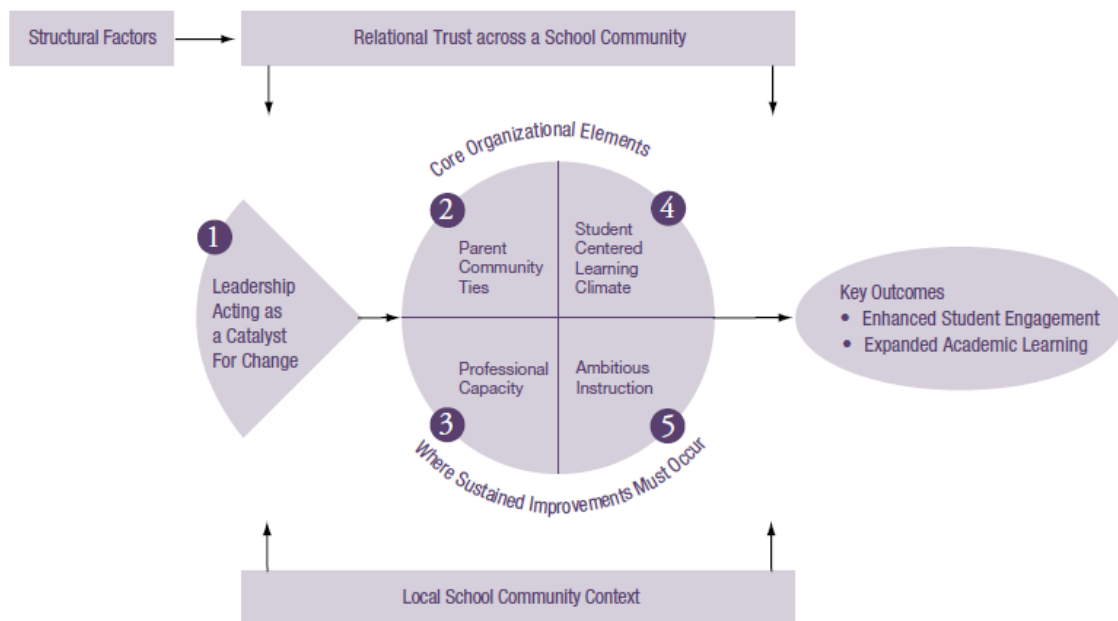 Structural Factors
Relational Trust across a School Community
Core Organizational Elements
1
Leadership
Acting as
a Catalyst
For Change
2
Parent
Community
Ties
4
Student
Centered
Learning
Climate
3
Professional
Capacity
5
Ambitious
Instruction
Where Sustained Improvements Must Occur
Key Outcomes
• Enhanced Student Engagement
• Expanded Academic Learning
Local School Community Context